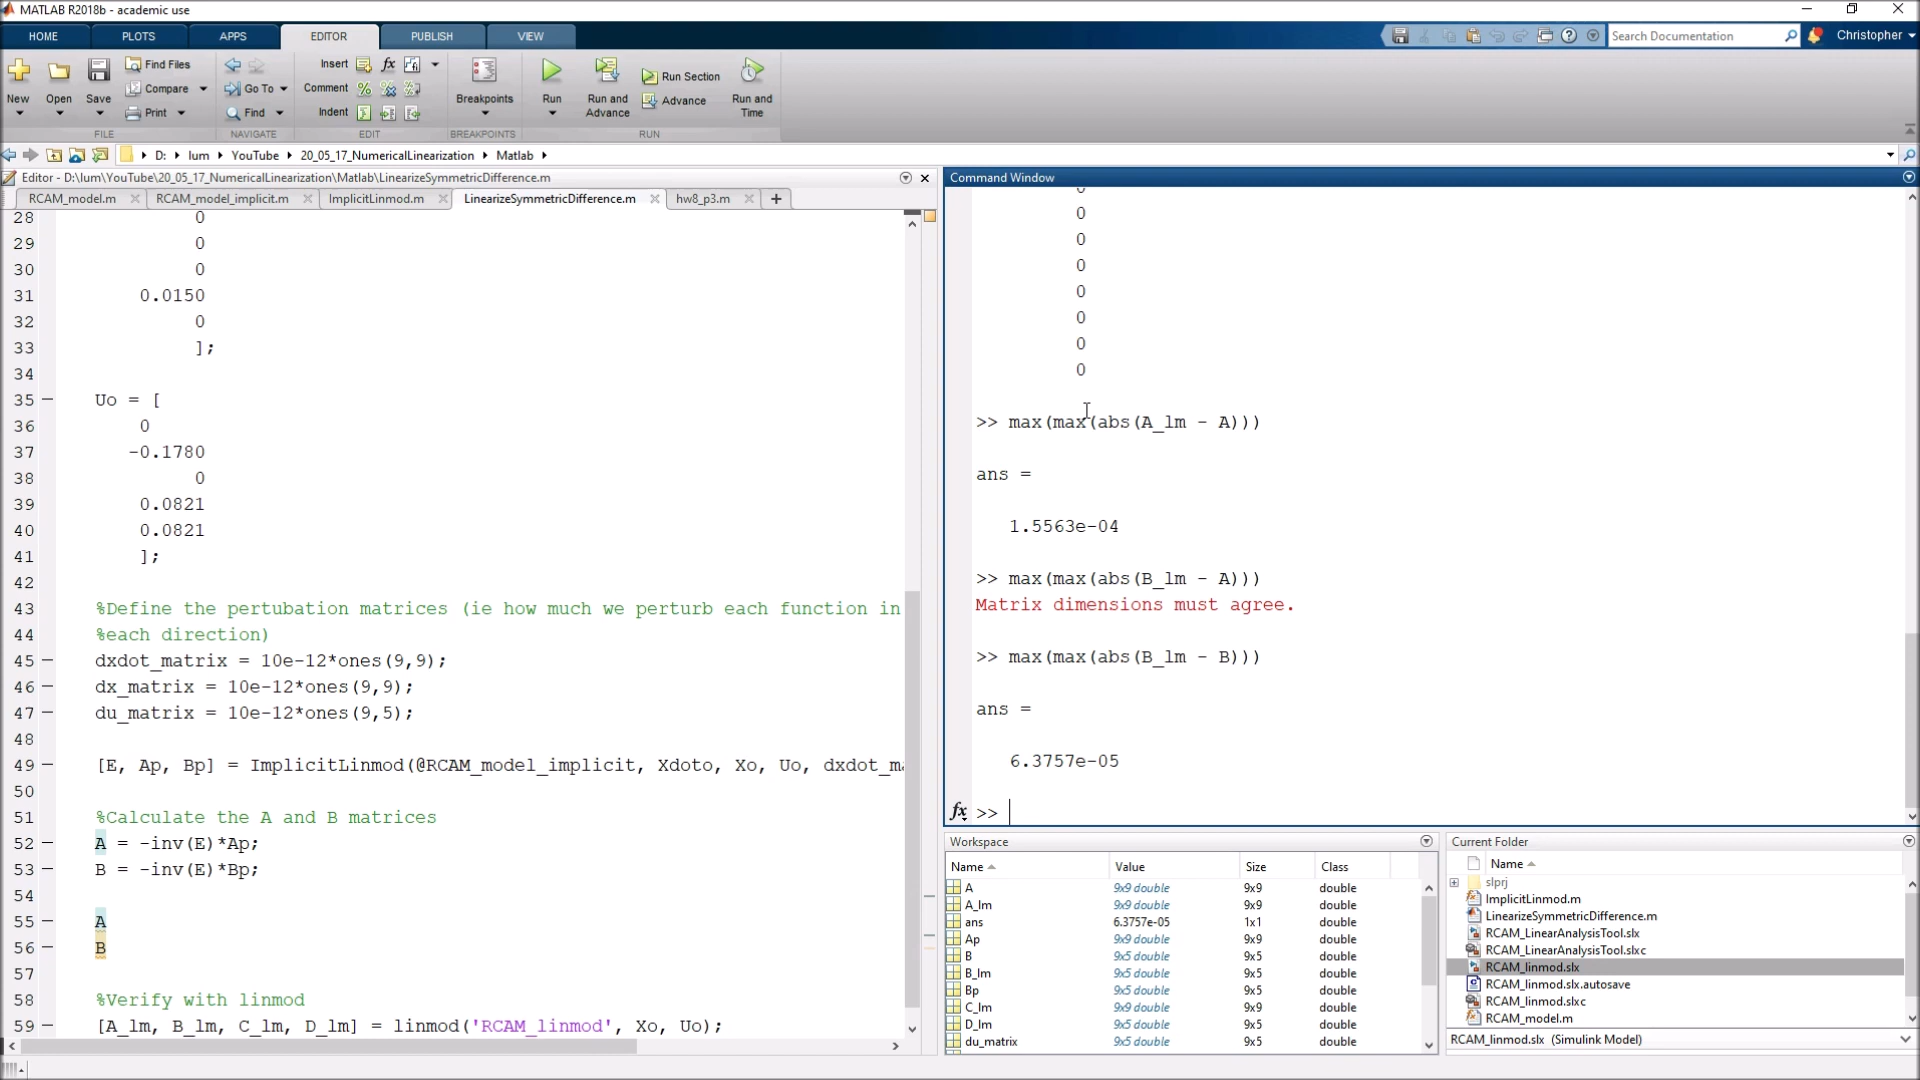 MATLAB R2018b - academic use
HOME PLOTS APPS EDITOR PUBLISH VIEW
Search Documentation
Christopher
New Open Save
Find Files
Compare
Print
FILE
Go To
Find
NAVIGATE
Insert fx
Comment
Indent
EDIT
Breakpoints
BREAKPOINTS
Run
Run and Advance
Run Section
Advance
Run and Time
RUN
D: lum YouTube 20_05_17_NumericalLinearization Matlab
Editor - D:\lum\YouTube\20_05_17_NumericalLinearization\Matlab\LinearizeSymmetricDifference.m
RCAM_model.m RCAM_model_implicit.m ImplicitLinmod.m LinearizeSymmetricDifference.m hw8_p3.m +
28 0
29 0
30 0
31 0.0150
32 0
33 ];
34
35 Uo = [
36 0
37 -0.1780
38 0
39 0.0821
40 0.0821
41 ];
42
43 %Define the pertubation matrices (ie how much we perturb each function in
44 %each direction)
45 dxdot_matrix = 10e-12*ones(9,9);
46 dx_matrix = 10e-12*ones(9,9);
47 du_matrix = 10e-12*ones(9,5);
48
49 [E, Ap, Bp] = ImplicitLinmod(@RCAM_model_implicit, Xdoto, Xo, Uo, dxdot_ma
50
51 %Calculate the A and B matrices
52 A = -inv(E)*Ap;
53 B = -inv(E)*Bp;
54
55 A
56 B
57
58 %Verify with linmod
59 [A_lm, B_lm, C_lm, D_lm] = linmod('RCAM_linmod', Xo, Uo);
Command Window
0
0
0
0
0
0
0
0
>> max(max(abs(A_lm - A)))
ans =
1.5563e-04
>> max(max(abs(B_lm - A)))
Matrix dimensions must agree.
>> max(max(abs(B_lm - B)))
ans =
6.3757e-05
fx >>
Workspace
Name Value Size Class
A 9x9 double 9x9 double
A_lm 9x9 double 9x9 double
ans 6.3757e-05 1x1 double
Ap 9x9 double 9x9 double
B 9x5 double 9x5 double
B_lm 9x5 double 9x5 double
Bp 9x5 double 9x5 double
C_lm 9x9 double 9x9 double
D_lm 9x5 double 9x5 double
du_matrix 9x5 double 9x5 double
Current Folder
Name
slprj
ImplicitLinmod.m
LinearizeSymmetricDifference.m
RCAM_LinearAnalysisTool.slx
RCAM_LinearAnalysisTool.slxc
RCAM_linmod.slx
RCAM_linmod.slx.autosave
RCAM_linmod.slxc
RCAM_model.m
RCAM_linmod.slx (Simulink Model)